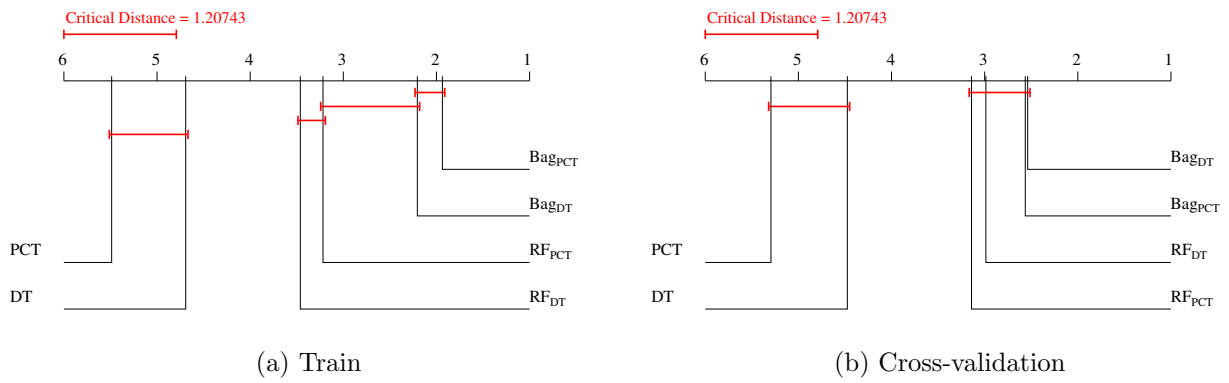 Critical Distance = 1.20743
6 5 4 3 2 1
Bag_PCT
Bag_DT
PCT RF_PCT
DT RF_DT
(a) Train
Critical Distance = 1.20743
6 5 4 3 2 1
Bag_DT
Bag_PCT
PCT RF_DT
DT RF_PCT
(b) Cross-validation